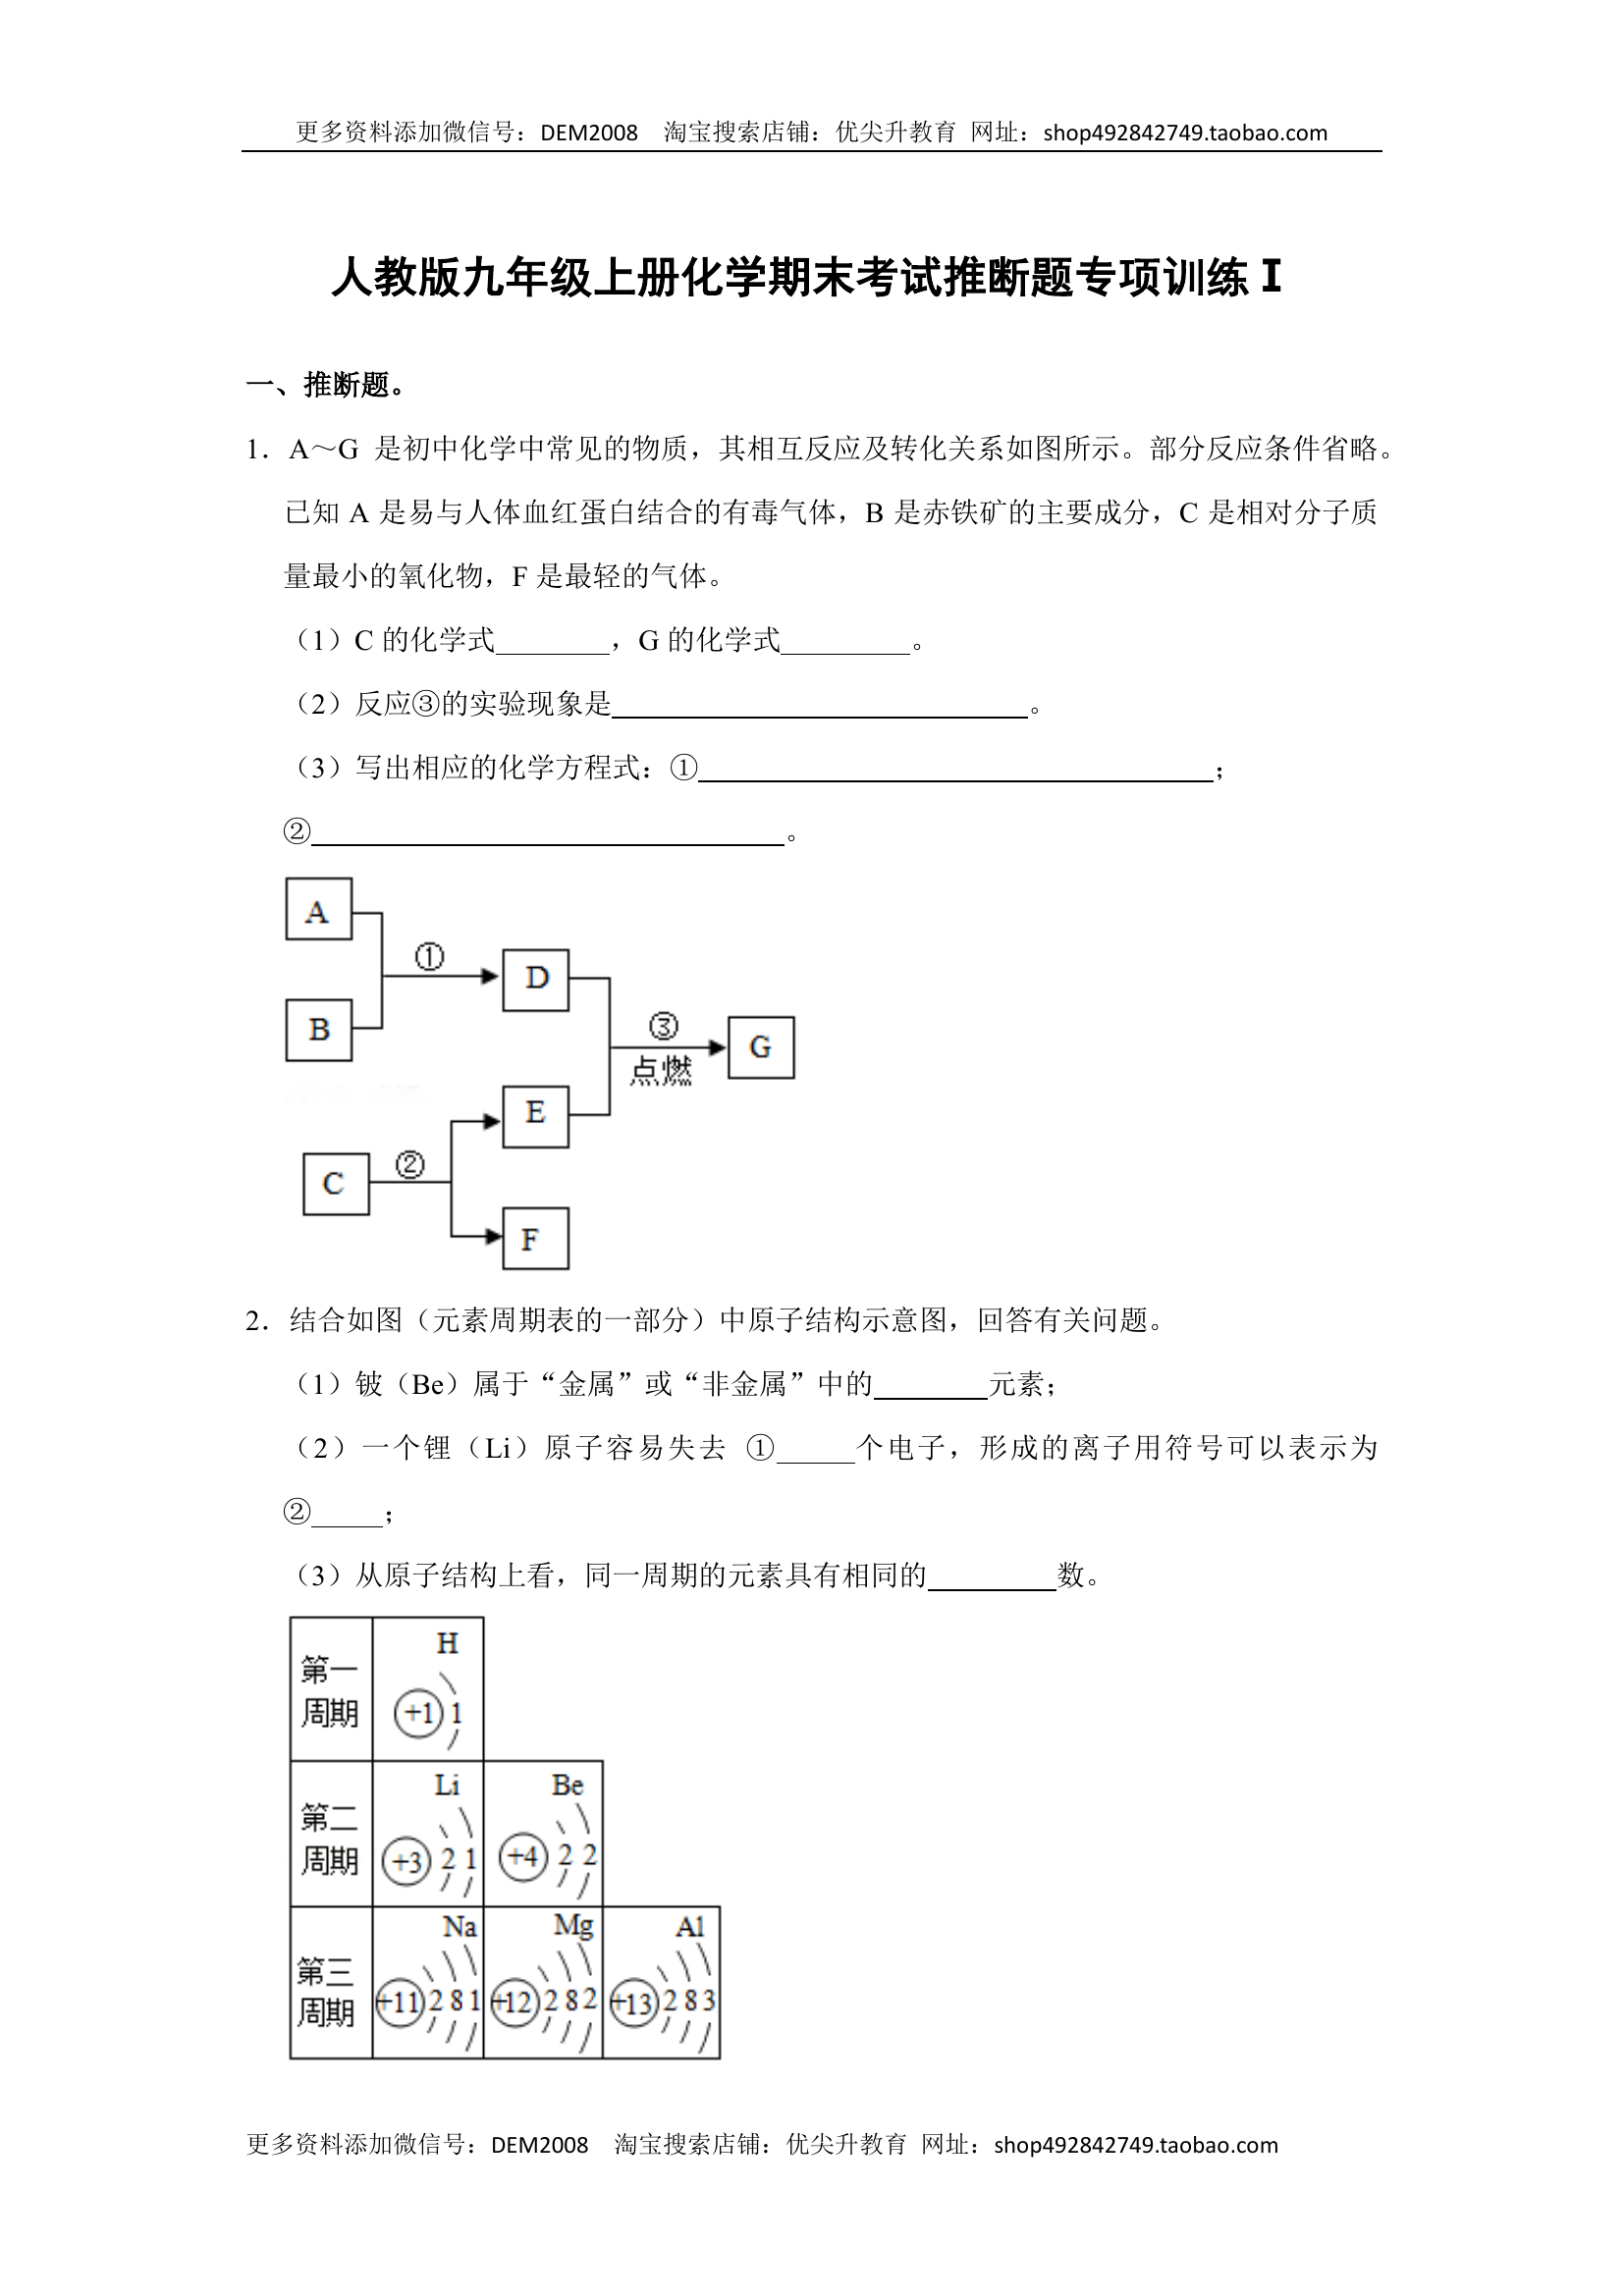 更多资料添加微信号：DEM2008  淘宝搜索店铺：优尖升教育 网址：shop492842749.taobao.com
人教版九年级上册化学期末考试推断题专项训练Ⅰ
一、推断题。
1．A～G 是初中化学中常见的物质，其相互反应及转化关系如图所示。部分反应条件省略。
已知 A 是易与人体血红蛋白结合的有毒气体，B 是赤铁矿的主要成分，C 是相对分子质
量最小的氧化物，F 是最轻的气体。
（1）C 的化学式________，G 的化学式_________。
（2）反应③的实验现象是_____________________________。
（3）写出相应的化学方程式：①____________________________________；
②_________________________________。
A
①
D
B
③
G
点燃
E
②
C
F
2．结合如图（元素周期表的一部分）中原子结构示意图，回答有关问题。
（1）铍（Be）属于“金属”或“非金属”中的________元素；
（2）一个锂（Li）原子容易失去 ①_____个电子，形成的离子用符号可以表示为
②_____；
（3）从原子结构上看，同一周期的元素具有相同的_________数。
第一周期 H +1 1
第二周期 Li +3 2 1 Be +4 2 2
第三周期 Na +11 2 8 1 Mg +12 2 8 2 Al +13 2 8 3
更多资料添加微信号：DEM2008  淘宝搜索店铺：优尖升教育 网址：shop492842749.taobao.com